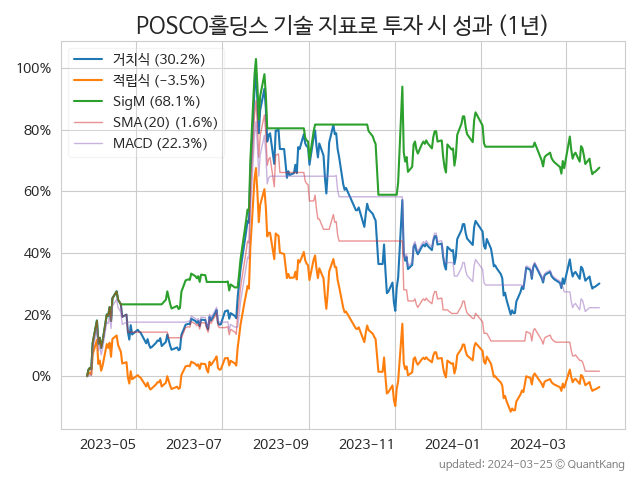 POSCO홀딩스 기술 지표로 투자 시 성과 (1년)
거치식 (30.2%)
적립식 (−3.5%)
SigM (68.1%)
SMA(20) (1.6%)
MACD (22.3%)
100%
80%
60%
40%
20%
0%
2023-05 2023-07 2023-09 2023-11 2024-01 2024-03
updated: 2024-03-25 © QuantKang